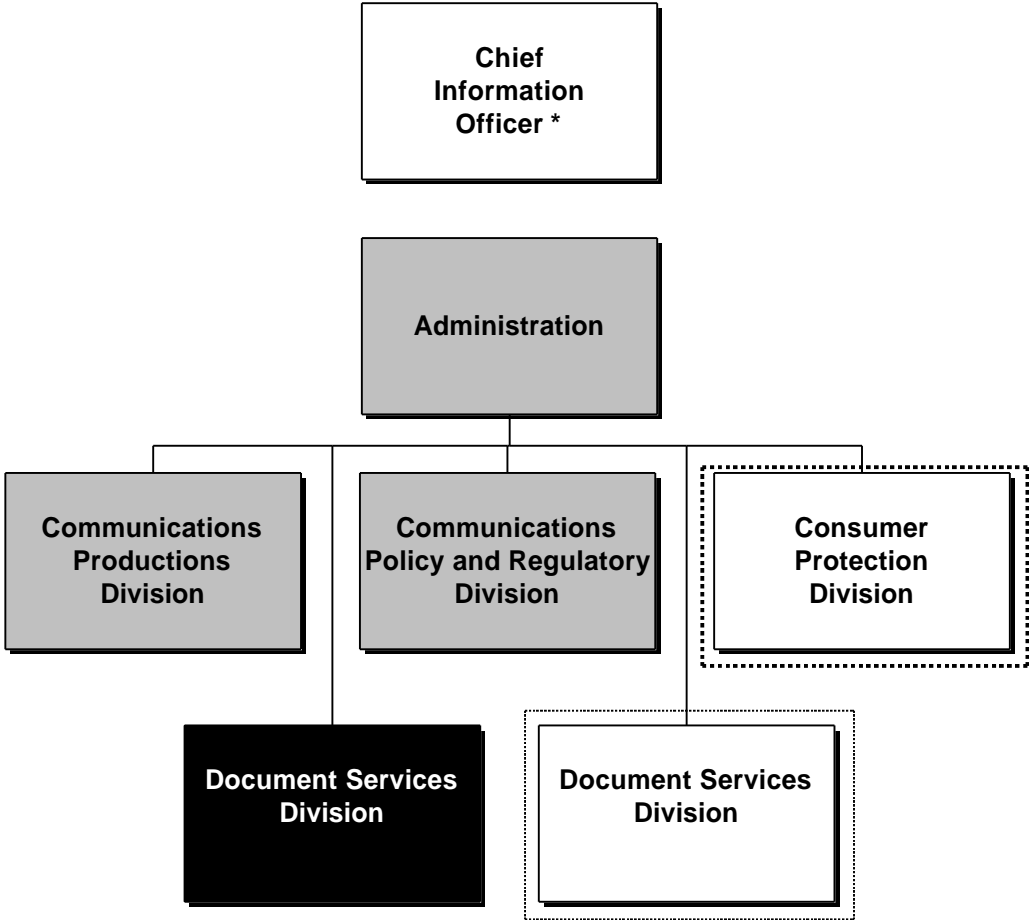 Chief
Information
Officer *
Administration
Communications
Productions
Division
Communications
Policy and Regulatory
Division
Consumer
Protection
Division
Document Services
Division
Document Services
Division